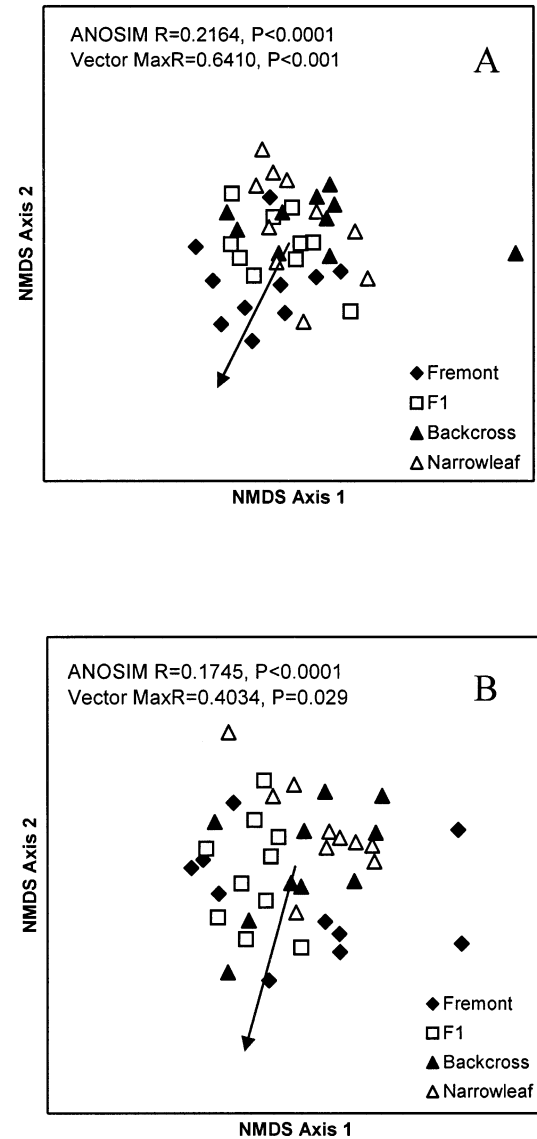 ANOSIM R=0.2164, P<0.0001
Vector MaxR=0.6410, P<0.001
A
NMDS Axis 2
Fremont
F1
Backcross
Narrowleaf
NMDS Axis 1
ANOSIM R=0.1745, P<0.0001
Vector MaxR=0.4034, P=0.029
B
NMDS Axis 2
Fremont
F1
Backcross
Narrowleaf
NMDS Axis 1